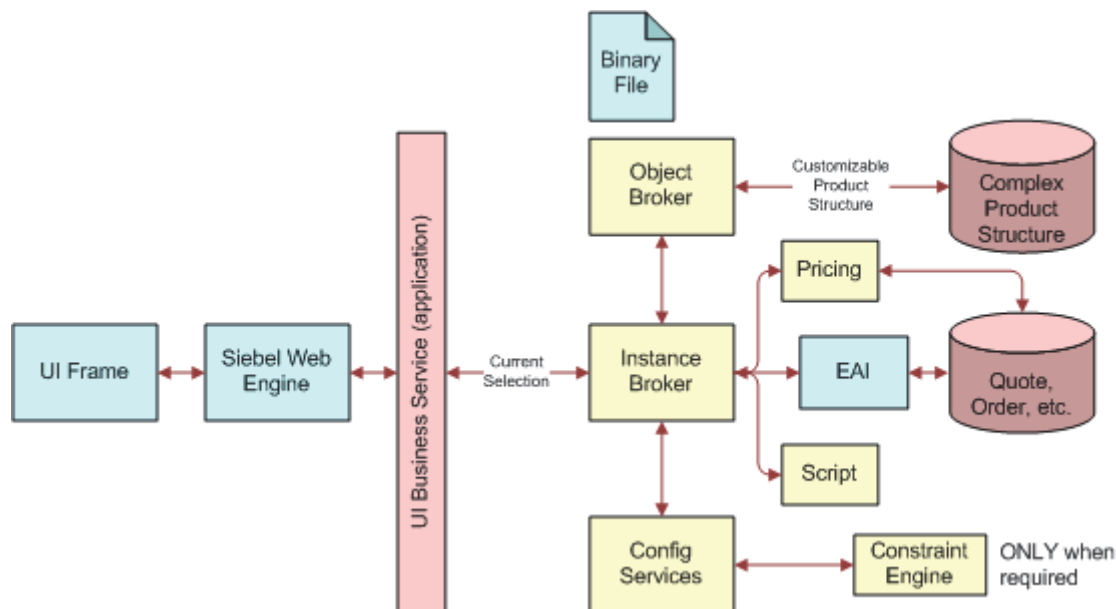 Binary
File
Object
Broker
Customizable
Product
Structure
Complex
Product
Structure
UI Business Service (application)
Pricing
UI Frame
Siebel Web
Engine
Current
Selection
Instance
Broker
EAI
Quote,
Order, etc.
Script
Config
Services
Constraint
Engine
ONLY when
required